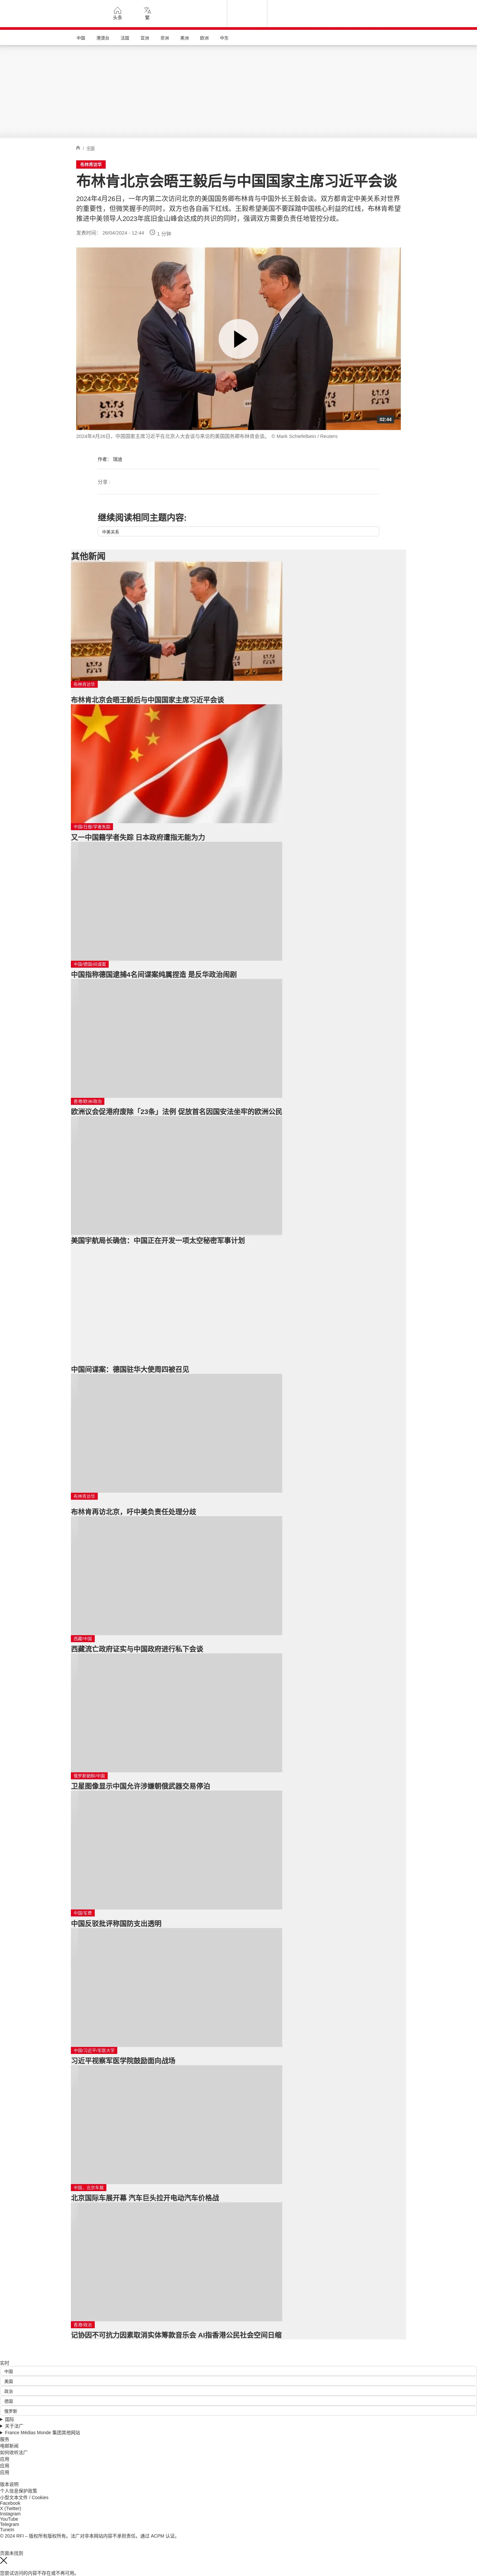 头条
繁
中国
港澳台
法国
亚洲
非洲
美洲
欧洲
中东
/ 专题
布林肯访华
布林肯北京会晤王毅后与中国国家主席习近平会谈
2024年4月26日，一年内第二次访问北京的美国国务卿布林肯与中国外长王毅会谈。双方都肯定中美关系对世界
的重要性，但微笑握手的同时，双方也各自画下红线。王毅希望美国不要踩踏中国核心利益的红线，布林肯希望
推进中美领导人2023年底旧金山峰会达成的共识的同时，强调双方需要负责任地管控分歧。
发表时间： 26/04/2024 - 12:44
1 分钟
02:44
2024年4月26日，中国国家主席习近平在北京人大会谈与来访的美国国务卿布林肯会谈。 © Mark Schiefelbein / Reuters
作者： 瑞迪
分享 :
继续阅读相同主题内容:
中美关系
其他新闻
布林肯访华
布林肯北京会晤王毅后与中国国家主席习近平会谈
中国/日报/学者失踪
又一中国籍学者失踪 日本政府遭指无能为力
中国/德国/间谍案
中国指称德国逮捕4名间谍案纯属捏造 是反华政治闹剧
香港/欧洲/政治
欧洲议会促港府废除「23条」法例 促放首名因国安法坐牢的欧洲公民
美国宇航局长确信：中国正在开发一项太空秘密军事计划
中国间谍案：德国驻华大使周四被召见
布林肯访华
布林肯再访北京，吁中美负责任处理分歧
西藏/中国
西藏流亡政府证实与中国政府进行私下会谈
俄罗斯朝鲜/中国
卫星图像显示中国允许涉嫌朝俄武器交易停泊
中国/军费
中国反驳批评称国防支出透明
中国/习近平/军医大学
习近平视察军医学院鼓励面向战场
中国、北京车展
北京国际车展开幕 汽车巨头拉开电动汽车价格战
香港/政治
记协因不可抗力因素取消实体筹款音乐会 AI指香港公民社会空间日缩
实时
中国
美国
政治
德国
俄罗斯
国际
关于法广
France Médias Monde 集团其他网站
服务
电邮新闻
如何收听法广
应用
应用
应用
版本说明
个人信息保护政策
小型文本文件 / Cookies
Facebook
X (Twitter)
Instagram
YouTube
Telegram
TuneIn
© 2024 RFI – 版权所有版权所有。法广对非本网站内容不承担责任。通过 ACPM 认证。
页面未找到
您尝试访问的内容不存在或不再可用。